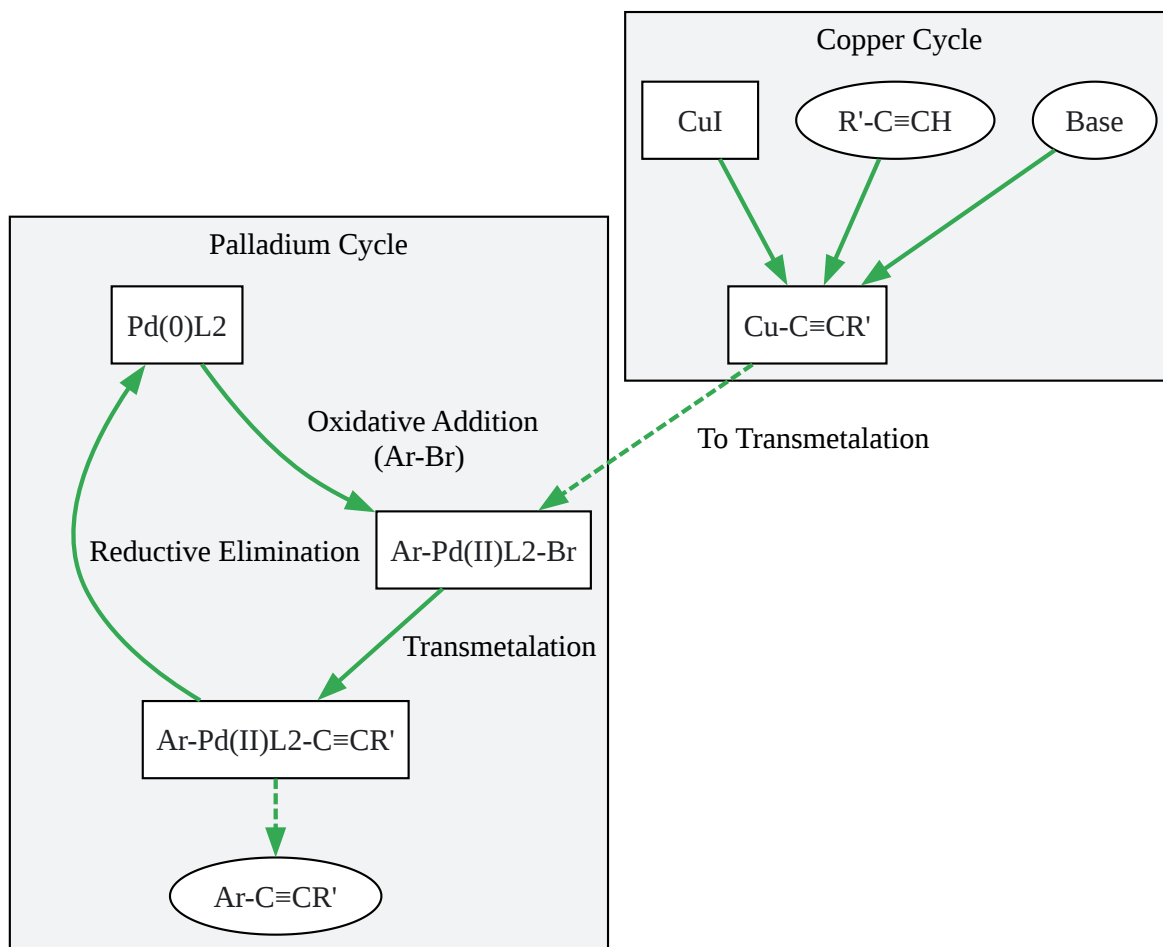 Copper Cycle
CuI
R'-C≡CH
Base
Palladium Cycle
Pd(0)L2
Cu-C≡CR'
Oxidative Addition
(Ar-Br)
To Transmetalation
Reductive Elimination
Ar-Pd(II)L2-Br
Transmetalation
Ar-Pd(II)L2-C≡CR'
Ar-C≡CR'